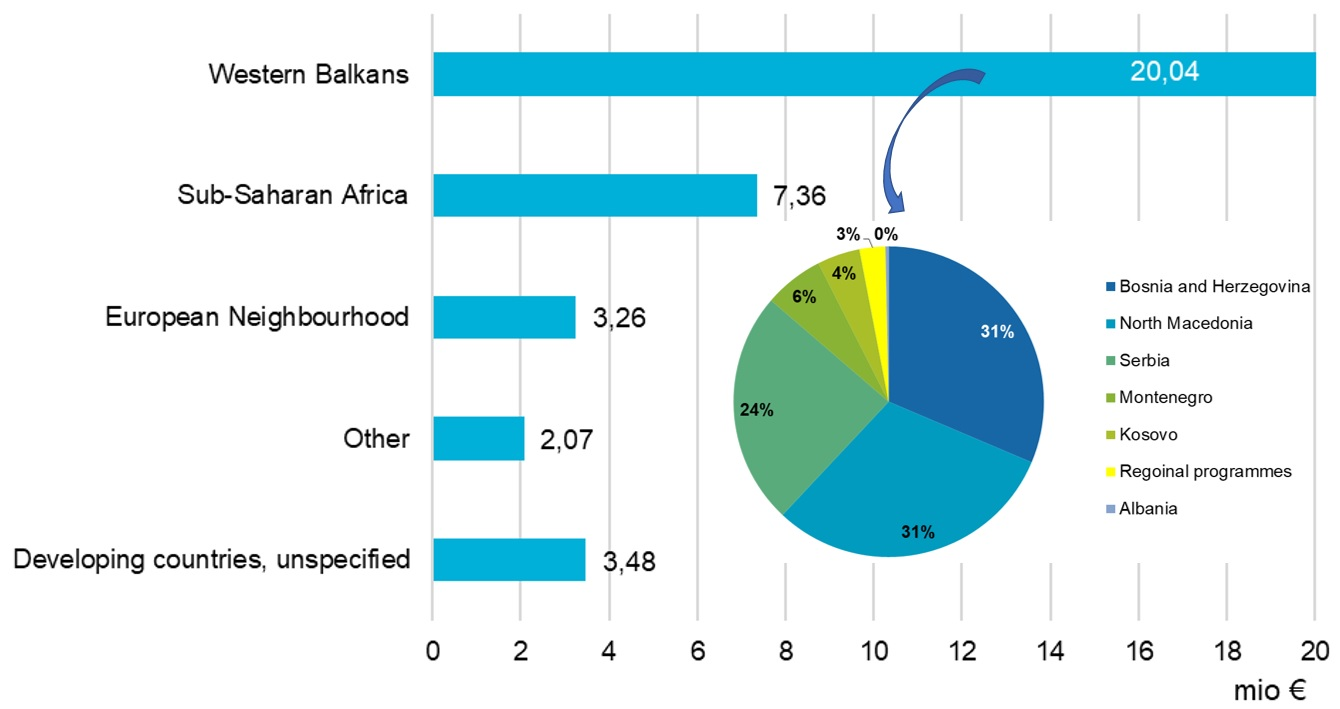 Western Balkans
20,04
Sub-Saharan Africa
7,36
European Neighbourhood
3,26
Other
2,07
Developing countries, unspecified
3,48
3%
0%
4%
6%
31%
24%
31%
Bosnia and Herzegovina
North Macedonia
Serbia
Montenegro
Kosovo
Regoinal programmes
Albania
0 2 4 6 8 10 12 14 16 18 20
mio €